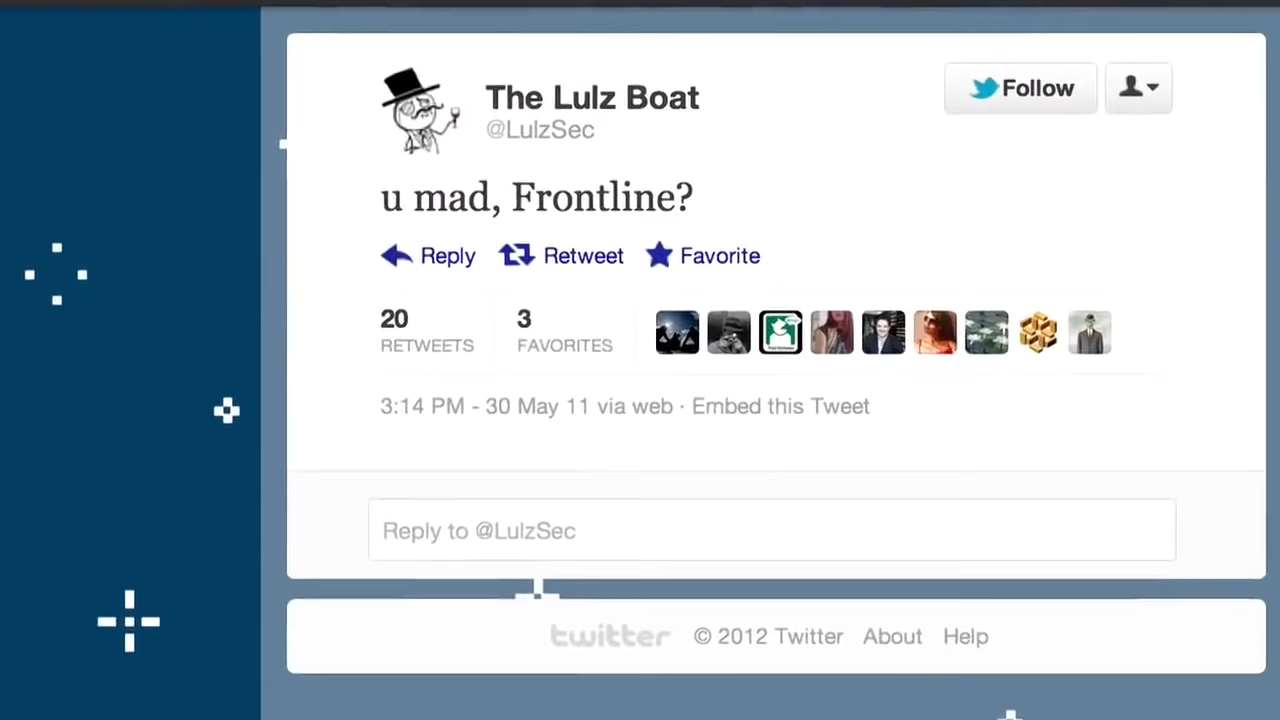 The Lulz Boat
@LulzSec
Follow
u mad, Frontline?
Reply Retweet Favorite
20 RETWEETS 3 FAVORITES
3:14 PM - 30 May 11 via web · Embed this Tweet
Reply to @LulzSec
twitter © 2012 Twitter About Help